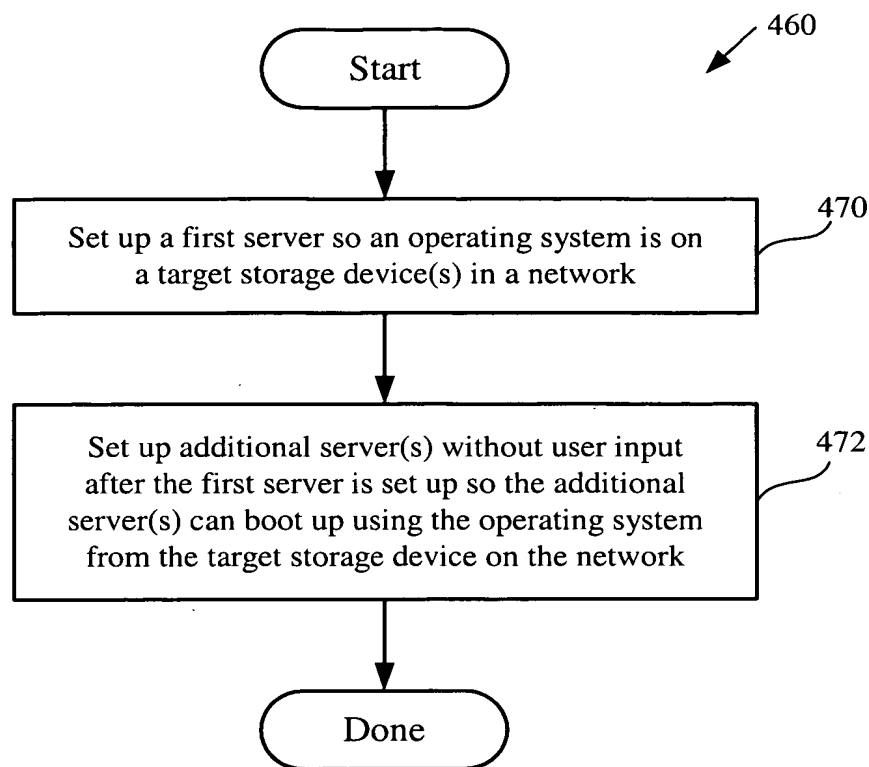 460
Start
470
Set up a first server so an operating system is on
a target storage device(s) in a network
472
Set up additional server(s) without user input
after the first server is set up so the additional
server(s) can boot up using the operating system
from the target storage device on the network
Done